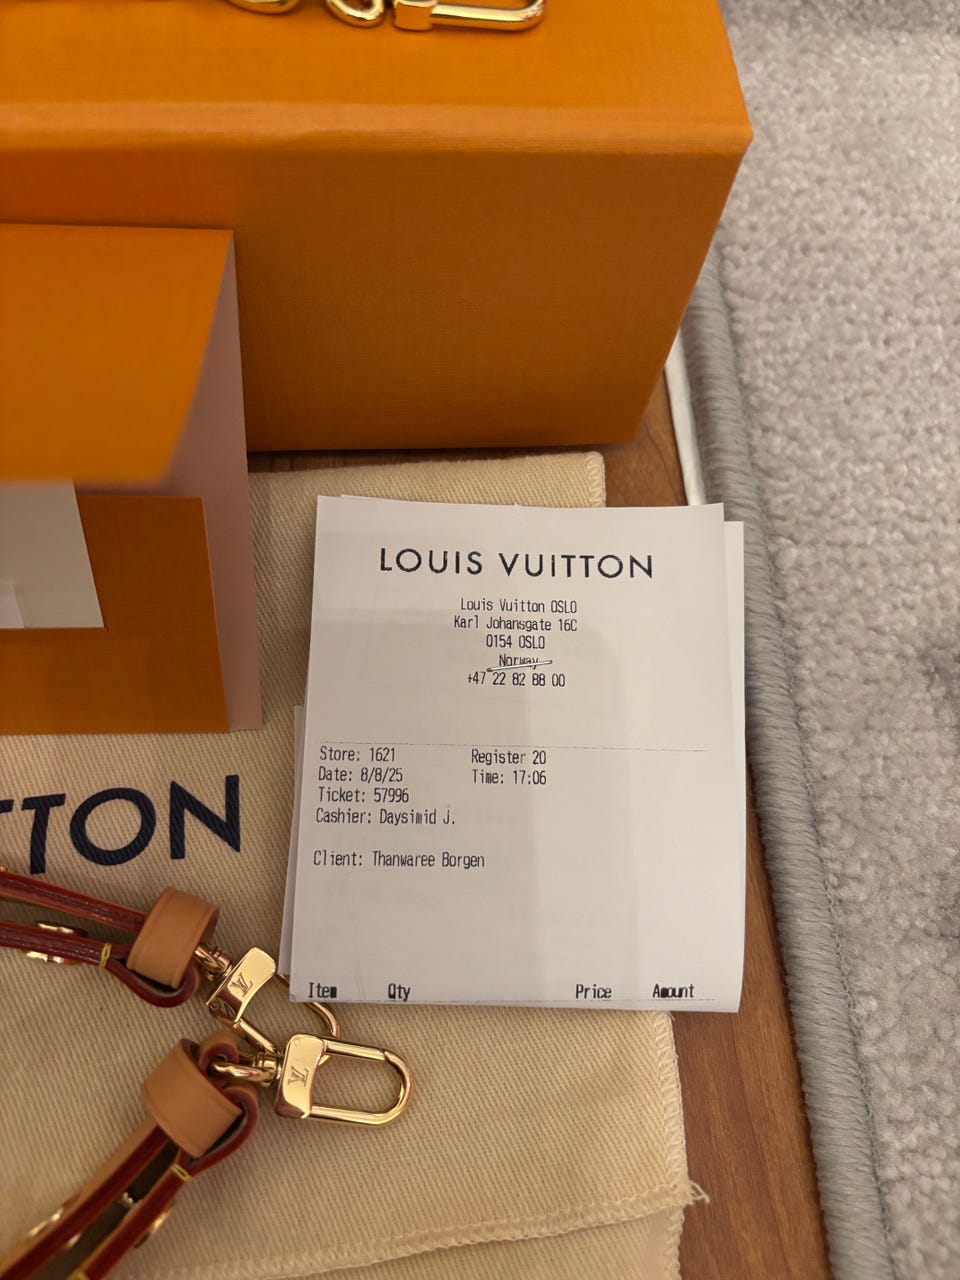 LOUIS VUITTON
Louis Vuitton OSLO
Karl Johansgate 16C
0154 OSLO
Norway
+47 22 82 88 00
Store: 1621 Register 20
Date: 8/8/25 Time: 17:06
Ticket: 57996
Cashier: Daysimid J.
Client: Thanwaree Borgen
Item Qty Price Amount
TTON
LV
LV